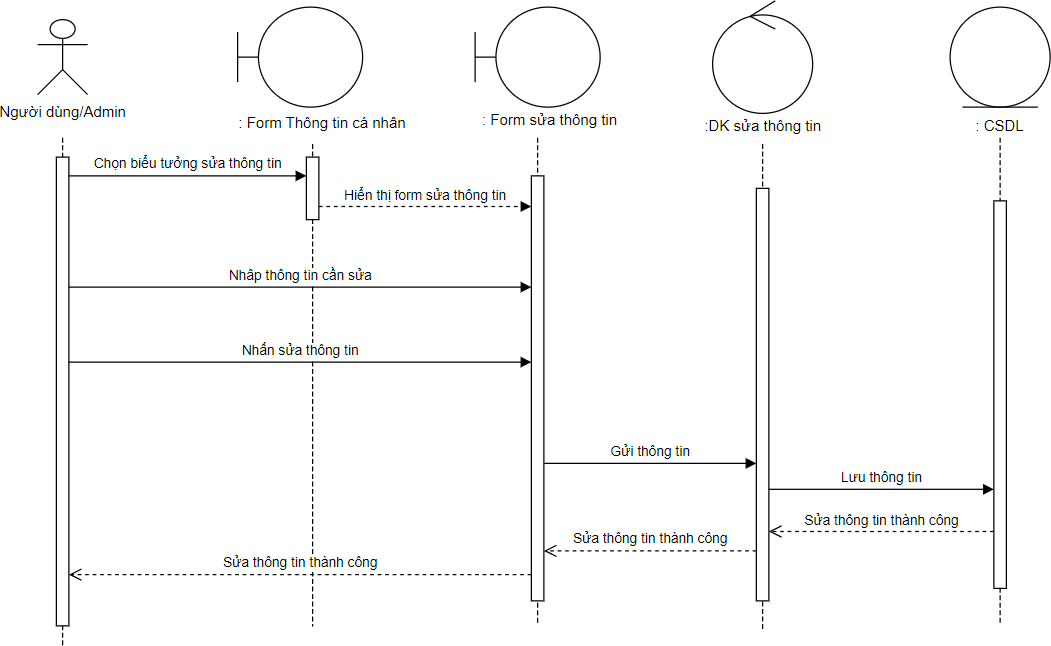 Người dùng/Admin
: Form Thông tin cá nhân
: Form sửa thông tin
:DK sửa thông tin
: CSDL
Chọn biểu tưởng sửa thông tin
Hiển thị form sửa thông tin
Nhâp thông tin cần sửa
Nhấn sửa thông tin
Gửi thông tin
Lưu thông tin
Sửa thông tin thành công
Sửa thông tin thành công
Sửa thông tin thành công